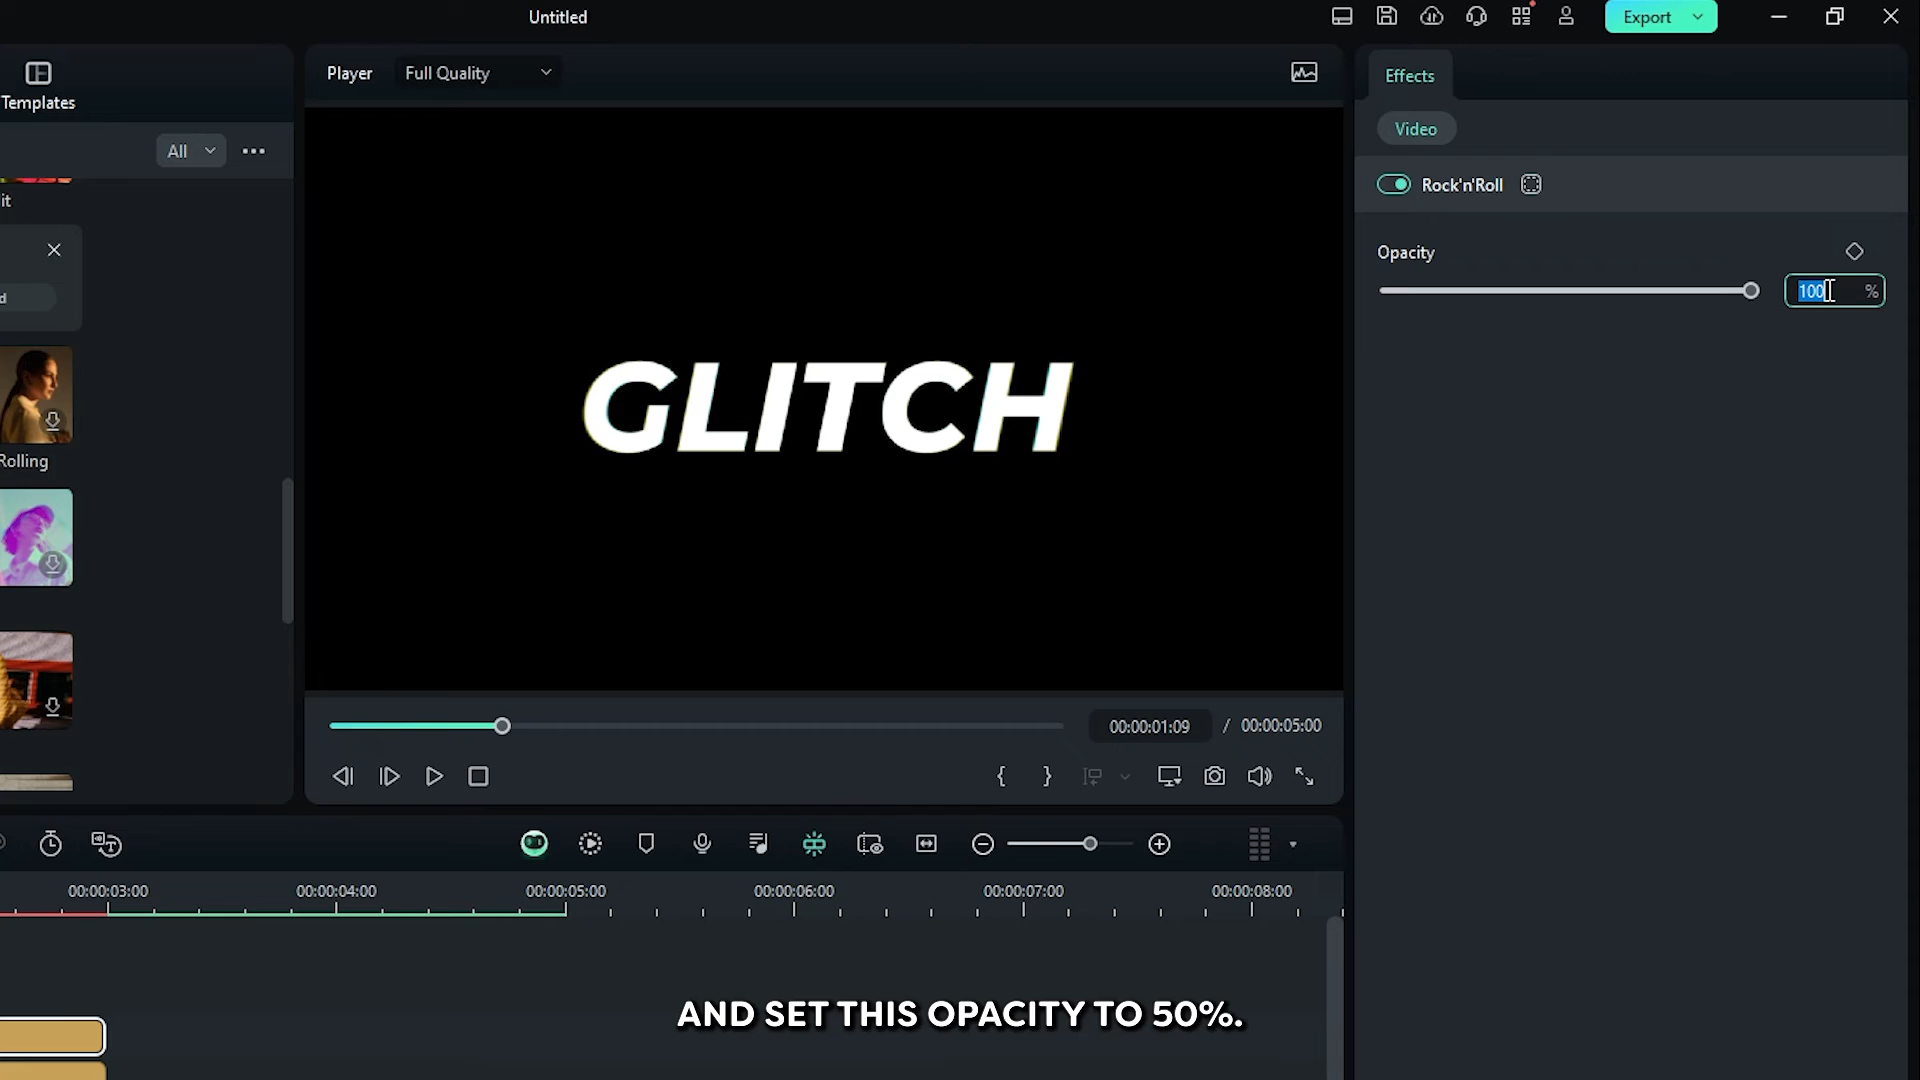 Untitled
Export
Templates
Player
Full Quality
Effects
Video
All
Rock'n'Roll
it
Opacity
100 %
d
GLITCH
Rolling
00:00:01:09 / 00:00:05:00
00:00:03:00
00:00:04:00
00:00:05:00
00:00:06:00
00:00:07:00
00:00:08:00
AND SET THIS OPACITY TO 50%.